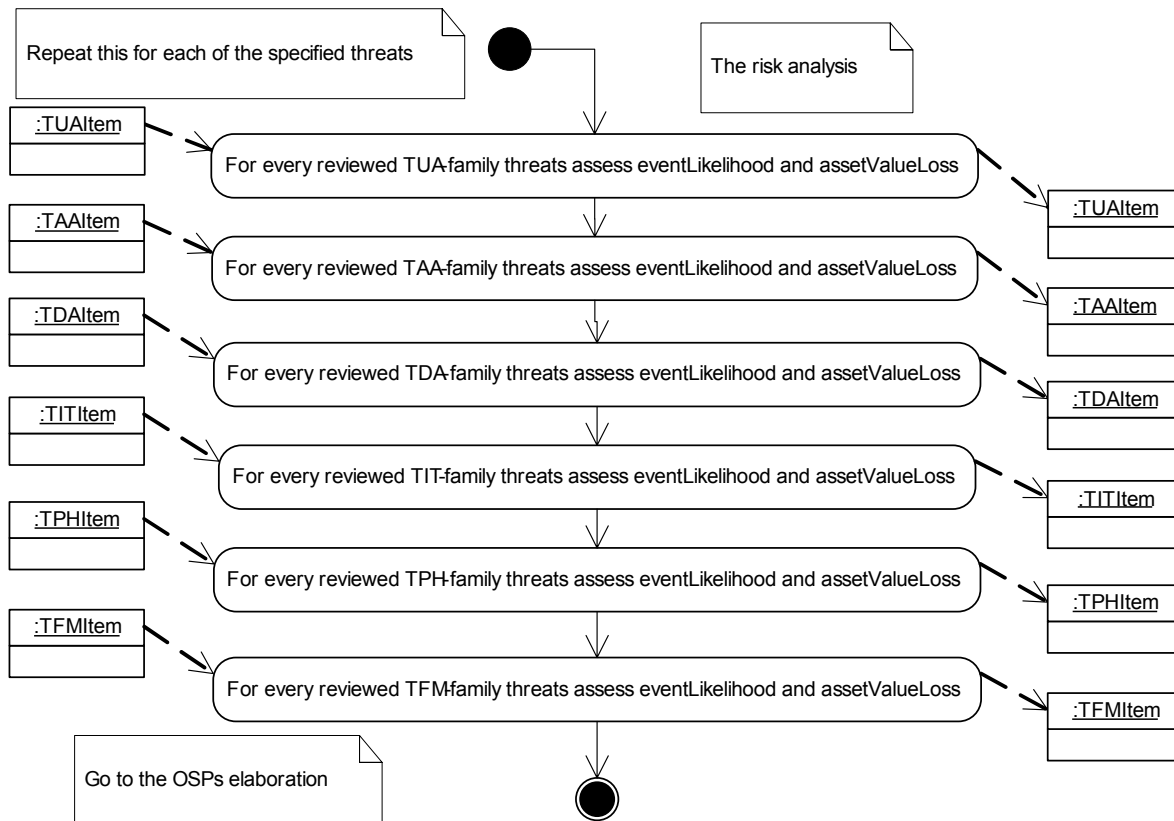 Repeat this for each of the specified threats
The risk analysis
:TUAItem
For every reviewed TUA-family threats assess eventLikelihood and assetValueLoss
:TUAItem
:TAAItem
For every reviewed TAA-family threats assess eventLikelihood and assetValueLoss
:TAAItem
:TDAItem
For every reviewed TDA-family threats assess eventLikelihood and assetValueLoss
:TDAItem
:TITItem
For every reviewed TIT-family threats assess eventLikelihood and assetValueLoss
:TITItem
:TPHItem
For every reviewed TPH-family threats assess eventLikelihood and assetValueLoss
:TPHItem
:TFMItem
For every reviewed TFM-family threats assess eventLikelihood and assetValueLoss
:TFMItem
Go to the OSPs elaboration